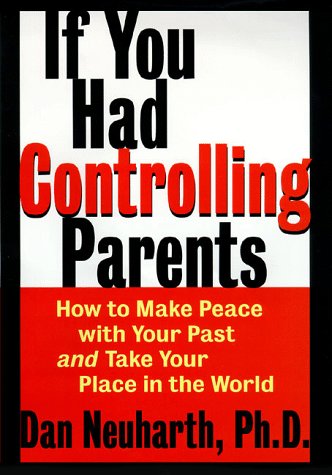 If You
Had
Controlling
Parents
How to Make Peace
with Your Past
and Take Your
Place in the World
Dan Neuharth, Ph.D.